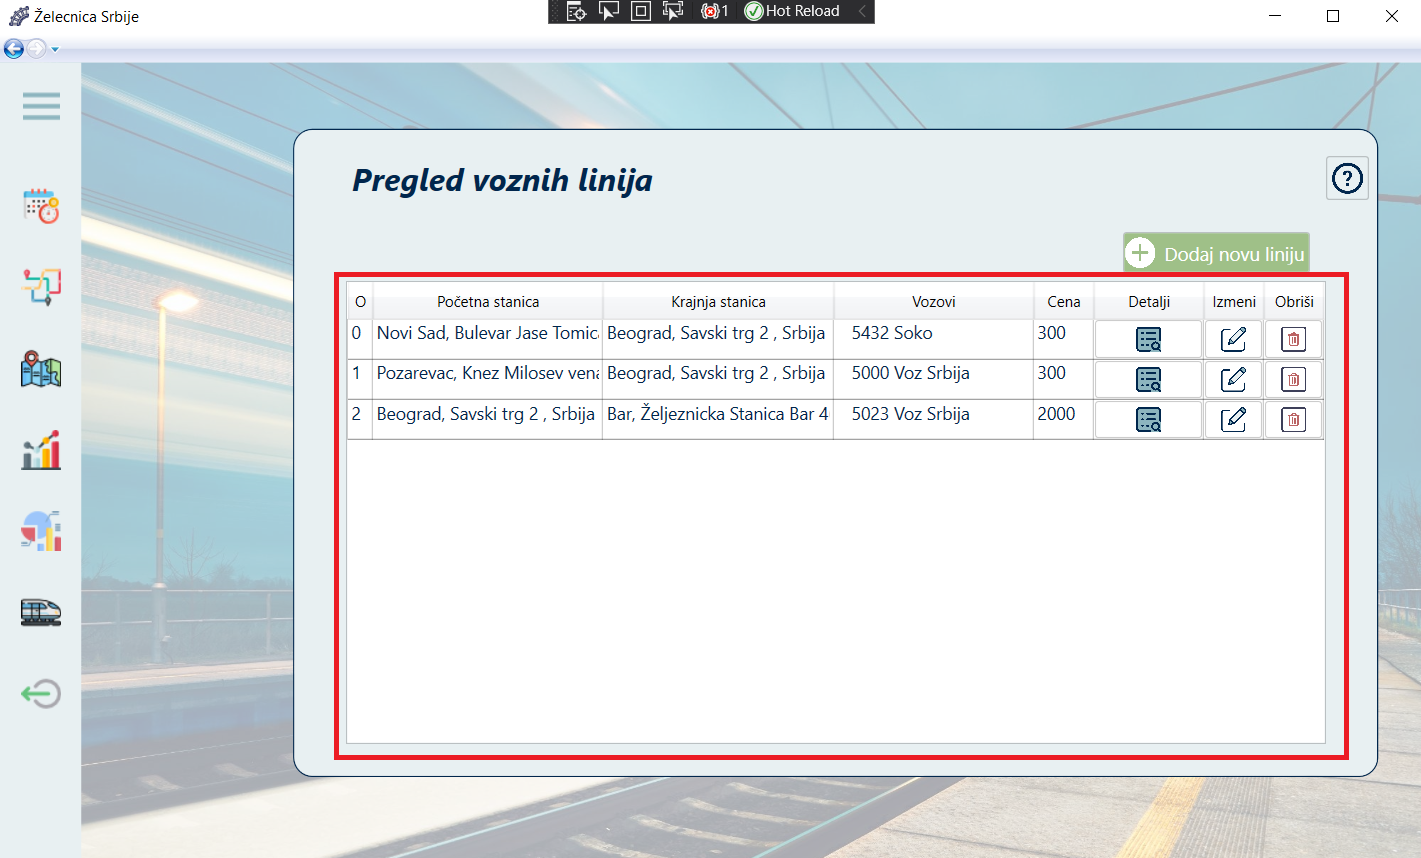 Želecnica Srbije
1 Hot Reload
Pregled voznih linija
?
Dodaj novu liniju
O Početna stanica Krajnja stanica Vozovi Cena Detalji Izmeni Obriši
0 Novi Sad, Bulevar Jase Tomic Beograd, Savski trg 2 , Srbija 5432 Soko 300
1 Pozarevac, Knez Milosev vena Beograd, Savski trg 2 , Srbija 5000 Voz Srbija 300
2 Beograd, Savski trg 2 , Srbija Bar, Željeznicka Stanica Bar 4 5023 Voz Srbija 2000